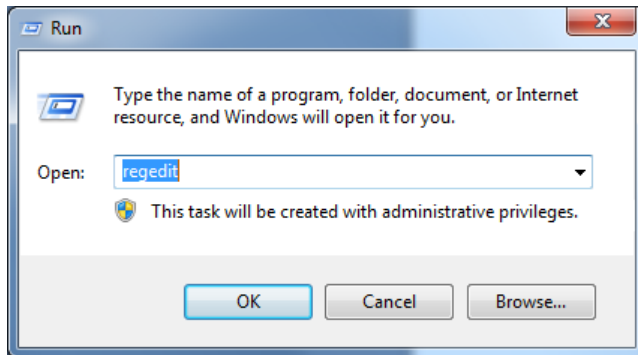 Run
Type the name of a program, folder, document, or Internet
resource, and Windows will open it for you.
Open: regedit
This task will be created with administrative privileges.
OK Cancel Browse...